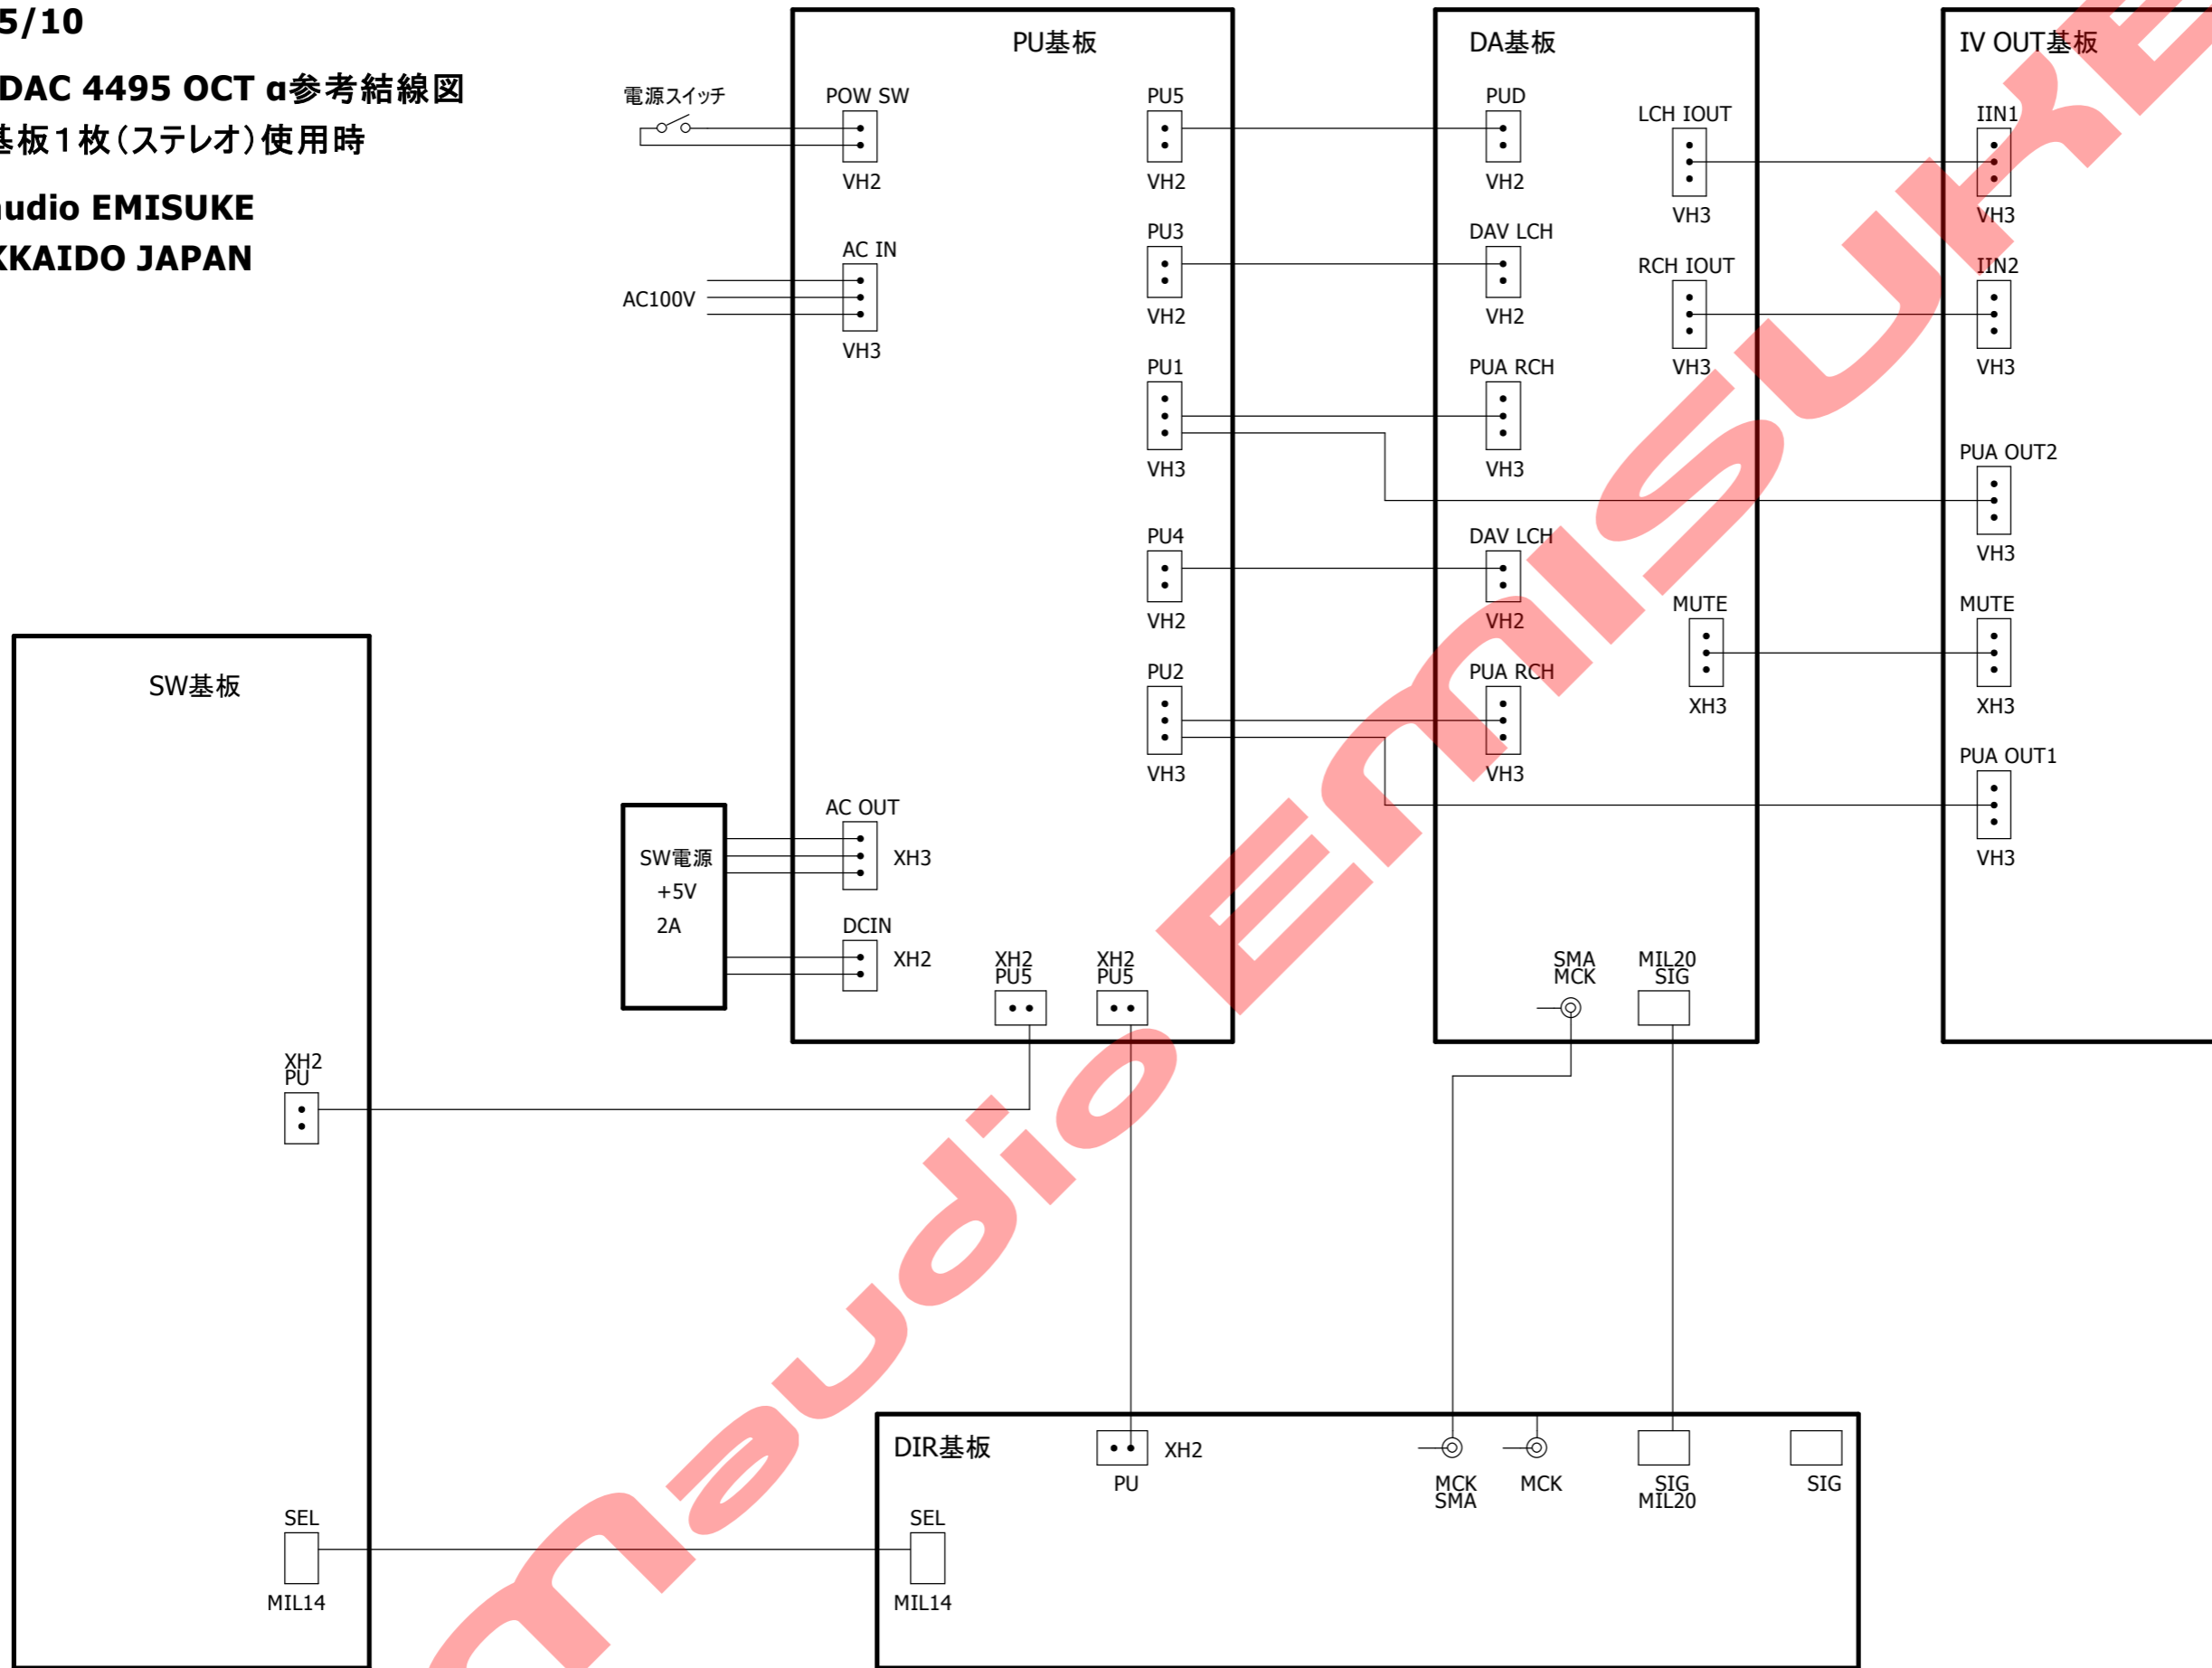 5/10
DAC 4495 OCT α参考結線図
基板１枚（ステレオ）使用時
audio EMISUKE
KKAIDO JAPAN
PU基板
DA基板
IV OUT基板
電源スイッチ
POW SW
VH2
AC IN
AC100V
VH3
PU5
VH2
PU3
VH2
PU1
VH3
PU4
VH2
PU2
VH3
AC OUT
XH3
SW電源
+5V
2A
DCIN
XH2
XH2
PU5
XH2
PU5
PUD
VH2
DAV LCH
VH2
PUA RCH
VH3
DAV LCH
VH2
PUA RCH
VH3
LCH IOUT
VH3
RCH IOUT
VH3
MUTE
XH3
SMA
MCK
MIL20
SIG
IIN1
VH3
IIN2
VH3
PUA OUT2
VH3
MUTE
XH3
PUA OUT1
VH3
SW基板
XH2
PU
SEL
MIL14
DIR基板
XH2
PU
MCK
SMA
MCK
SIG
MIL20
SIG
SEL
MIL14
audio EMISUKE